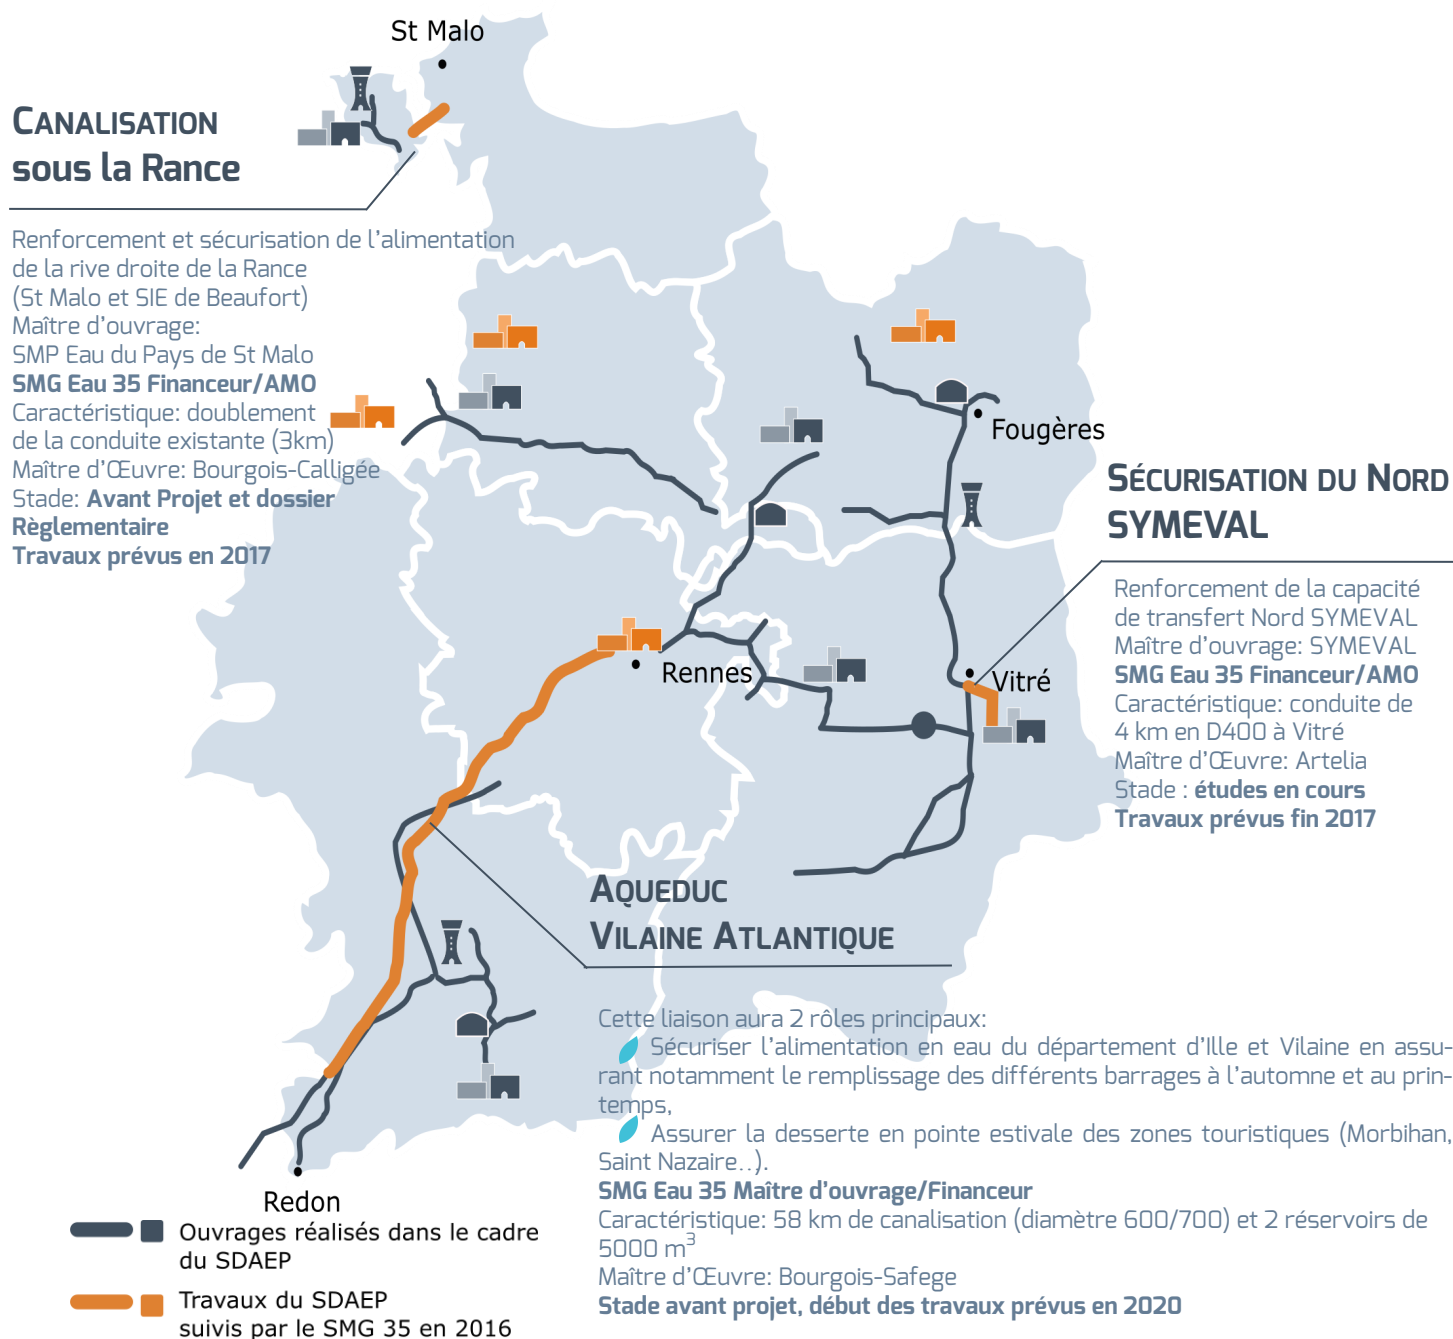 St Malo
CANALISATION
sous la Rance
Renforcement et sécurisation de l'alimentation
de la rive droite de la Rance
(St Malo et SIE de Beaufort)
Maître d'ouvrage:
SMP Eau du Pays de St Malo
SMG Eau 35 Financeur/AMO
Caractéristique: doublement
de la conduite existante (3km)
Maître d'Œuvre: Bourgois-Calligée
Stade: Avant Projet et dossier
Règlementaire
Travaux prévus en 2017
Fougères
SÉCURISATION DU NORD
SYMEVAL
Renforcement de la capacité
de transfert Nord SYMEVAL
Maître d'ouvrage: SYMEVAL
SMG Eau 35 Financeur/AMO
Caractéristique: conduite de
4 km en D400 à Vitré
Maître d'Œuvre: Artelia
Stade : études en cours
Travaux prévus fin 2017
Rennes
Vitré
AQUEDUC
VILAINE ATLANTIQUE
Cette liaison aura 2 rôles principaux:
Sécuriser l'alimentation en eau du département d'Ille et Vilaine en assu-
rant notamment le remplissage des différents barrages à l'automne et au prin-
temps,
Assurer la desserte en pointe estivale des zones touristiques (Morbihan,
Saint Nazaire..).
SMG Eau 35 Maître d'ouvrage/Financeur
Caractéristique: 58 km de canalisation (diamètre 600/700) et 2 réservoirs de
5000 m³
Maître d'Œuvre: Bourgois-Safege
Stade avant projet, début des travaux prévus en 2020
Redon
Ouvrages réalisés dans le cadre
du SDAEP
Travaux du SDAEP
suivis par le SMG 35 en 2016